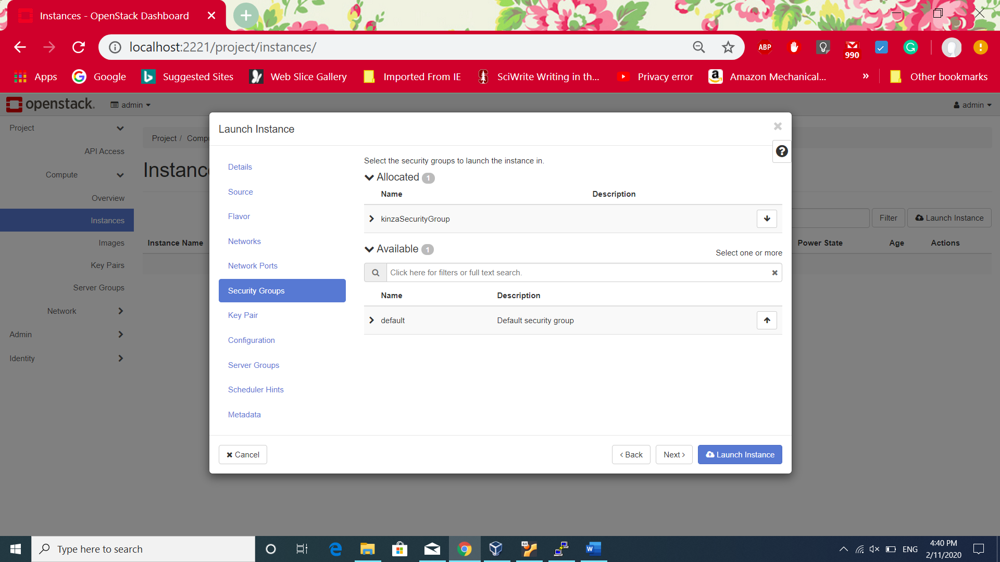 Instances - OpenStack Dashboard
localhost:2221/project/instances/
ABP
990
Apps
Google
Suggested Sites
Web Slice Gallery
Imported From IE
SciWrite Writing in th...
Privacy error
Amazon Mechanical...
»
Other bookmarks
openstack.
admin
admin
Project
API Access
Compute
Overview
Instances
Images
Key Pairs
Server Groups
Network
Admin
Identity
Project / Compu
Instanc
Filter
Launch Instance
Instance Name
Power State
Age
Actions
Launch Instance
Details
Source
Flavor
Networks
Network Ports
Security Groups
Key Pair
Configuration
Server Groups
Scheduler Hints
Metadata
Select the security groups to launch the instance in.
Allocated 1
Name Description
kinzaSecurityGroup
Available 1
Select one or more
Click here for filters or full text search.
Name Description
default Default security group
Cancel
‹ Back
Next ›
Launch Instance
Type here to search
64
ENG
4:40 PM
2/11/2020